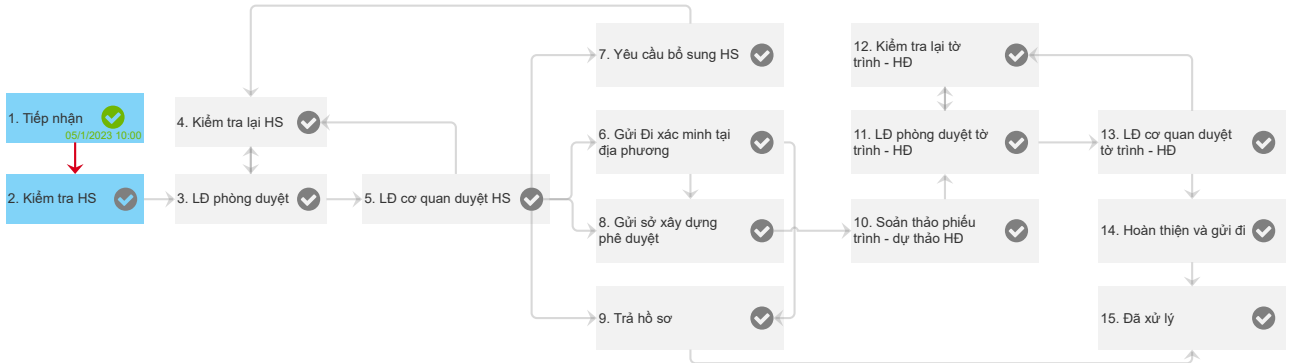 1. Tiếp nhận
05/1/2023 10:00
2. Kiểm tra HS
4. Kiểm tra lại HS
3. LĐ phòng duyệt
5. LĐ cơ quan duyệt HS
7. Yêu cầu bổ sung HS
6. Gửi Đi xác minh tại
địa phương
8. Gửi sở xây dựng
phê duyệt
9. Trả hồ sơ
12. Kiểm tra lại tờ
trình - HĐ
11. LĐ phòng duyệt tờ
trình - HĐ
10. Soản thảo phiếu
trình - dự thảo HĐ
13. LĐ cơ quan duyệt
tờ trình - HĐ
14. Hoàn thiện và gửi đi
15. Đã xử lý